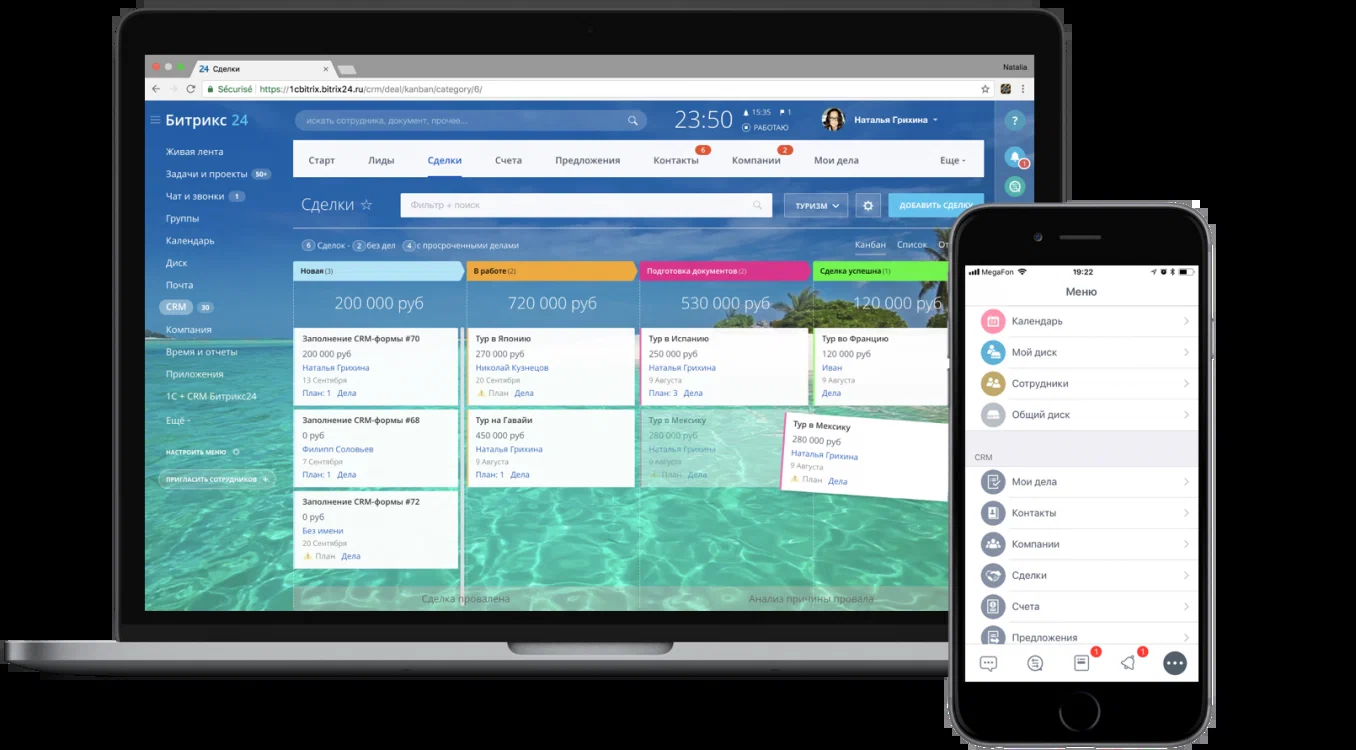 24 Сделки
Natalia
Sécurisé https://1cbitrix.bitrix24.ru/crm/deal/kanban/category/6/
Битрикс 24
искать сотрудника, документ, прочее...
23:50
15:35 1
РАБОТАЮ
Наталья Грихина
?
1
Живая лента
Задачи и проекты 50+
Чат и звонки 1
Группы
Календарь
Диск
Почта
CRM 30
Компания
Время и отчеты
Приложения
1С + CRM Битрикс24
Ещё -
НАСТРОИТЬ МЕНЮ
ПРИГЛАСИТЬ СОТРУДНИКОВ +
Старт Лиды Сделки Счета Предложения Контакты 6 Компании 2 Мои дела Еще -
Сделки
Фильтр + поиск
ТУРИЗМ
ДОБАВИТЬ СДЕЛКУ
6 Сделок - 2 без дел 4 с просроченными делами
Канбан Список От
Новая (3)
200 000 руб
Заполнение CRM-формы #70
200 000 руб
Наталья Грихина
13 Сентября
План: 1 Дела
Заполнение CRM-формы #68
0 руб
Филипп Соловьев
7 Сентября
План: 1 Дела
Заполнение CRM-формы #72
0 руб
Без имени
20 Сентября
План Дела
В работе (2)
720 000 руб
Тур в Японию
270 000 руб
Николай Кузнецов
20 Сентября
План Дела
Тур на Гавайи
450 000 руб
Наталья Грихина
9 Августа
План: 1 Дела
Подготовка документов (2)
530 000 руб
Тур в Испанию
250 000 руб
Наталья Грихина
9 Августа
План: 3 Дела
Тур в Мексику
280 000 руб
Наталья Грихина
9 Августа
План Дела
Сделка успешна (1)
120 000 руб
Тур во Францию
120 000 руб
Иван
9 Августа
Дела
Тур в Мексику
280 000 руб
Наталья Грихина
9 Августа
План Дела
Сделка провалена
Анализ причины провала
MegaFon
19:22
Меню
Календарь
Мой диск
Сотрудники
Общий диск
CRM
Мои дела
Контакты
Компании
Сделки
Счета
Предложения
1
1